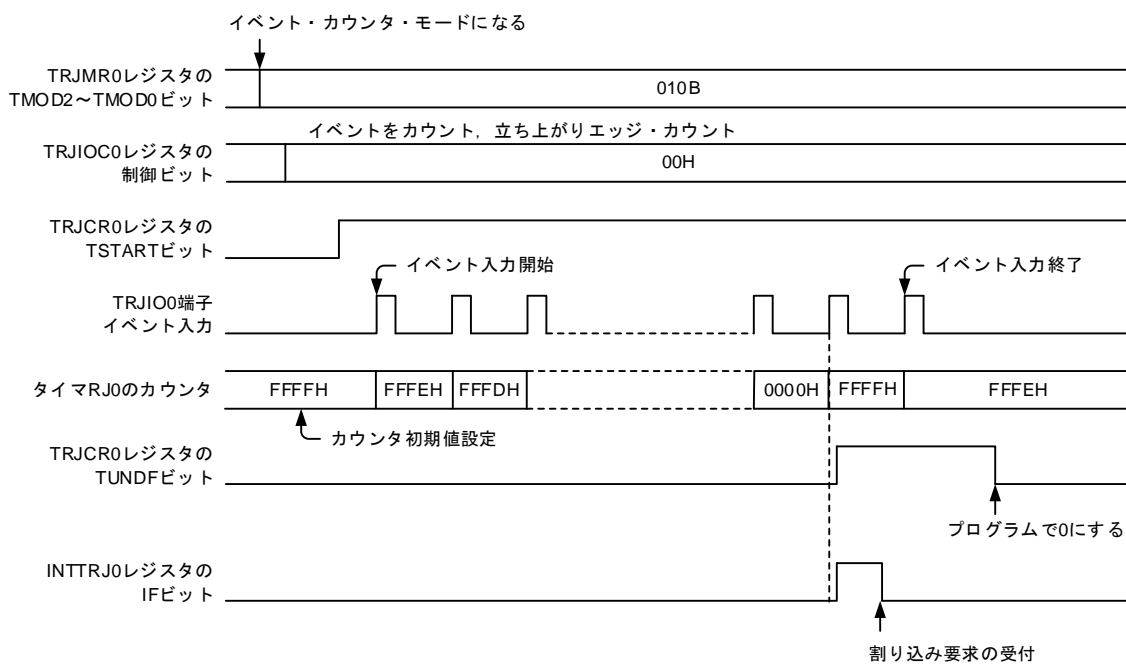 イベント・カウンタ・モードになる
TRJMR0レジスタの
TMOD2～TMOD0ビット
010B
イベントをカウント，立ち上がりエッジ・カウント
TRJIOC0レジスタの
制御ビット
00H
TRJCR0レジスタの
TSTARTビット
イベント入力開始
イベント入力終了
TRJIO0端子
イベント入力
タイマRJ0のカウンタ
FFFFH
FFFEH
FFFDH
0000H
FFFFH
FFFEH
カウンタ初期値設定
TRJCR0レジスタの
TUNDFビット
プログラムで0にする
INTTRJ0レジスタの
IFビット
割り込み要求の受付